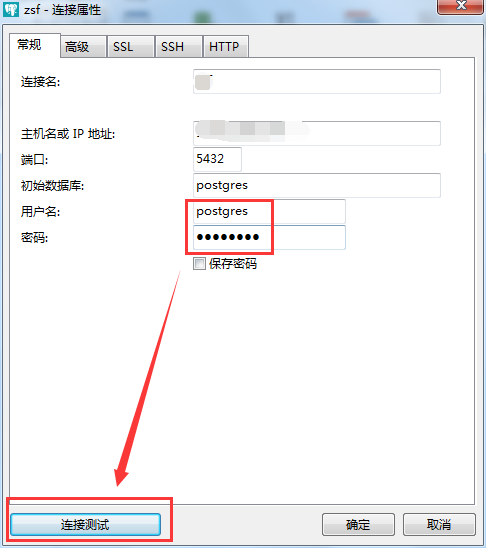 zsf - 连接属性
常规 高级 SSL SSH HTTP
连接名:
主机名或 IP 地址:
端口: 5432
初始数据库: postgres
用户名: postgres
密码: ●●●●●●●●
保存密码
连接测试 确定 取消